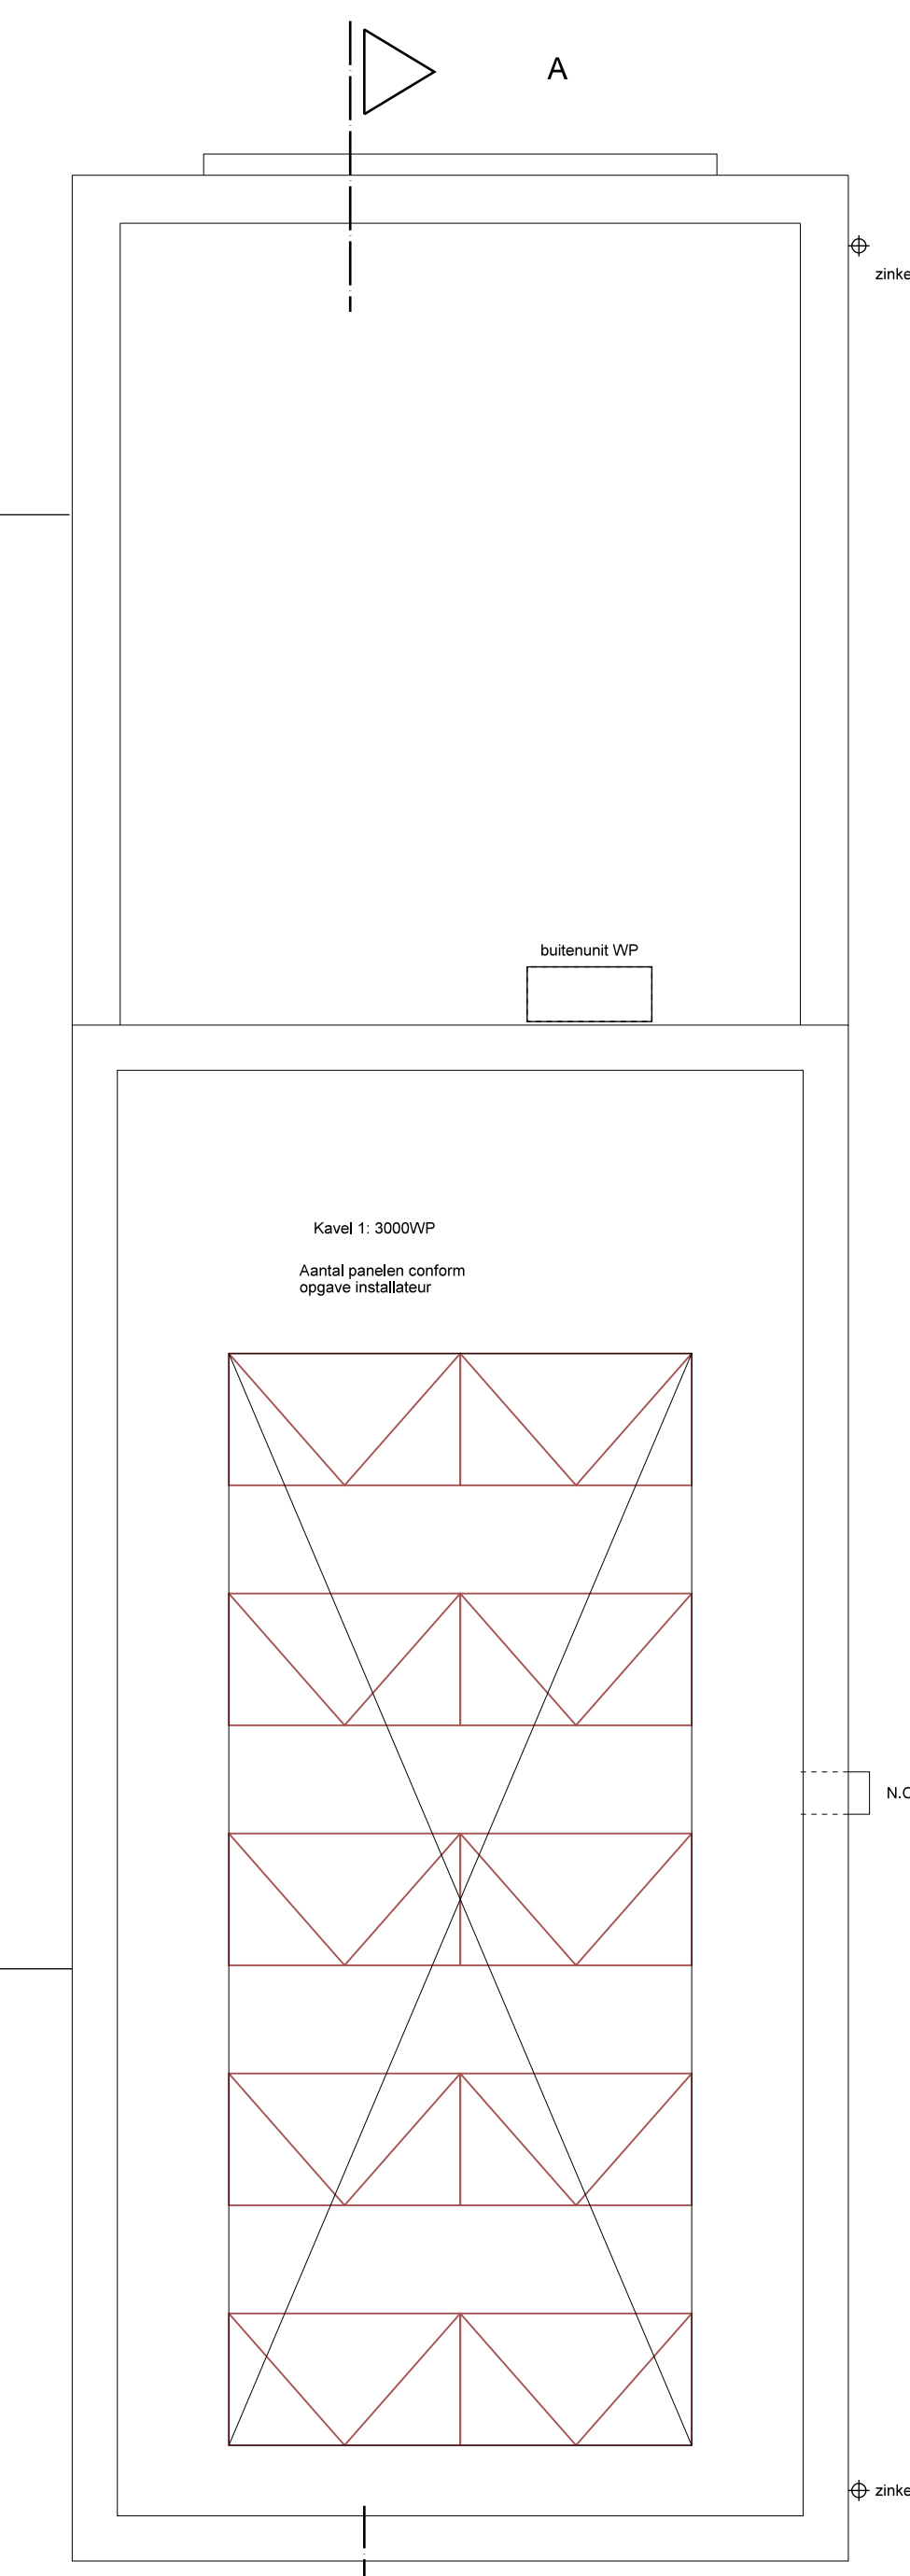 A
zinke
buitenunit WP
Kavel 1: 3000WP
Aantal panelen conform
opgave installateur
N.O
zinke